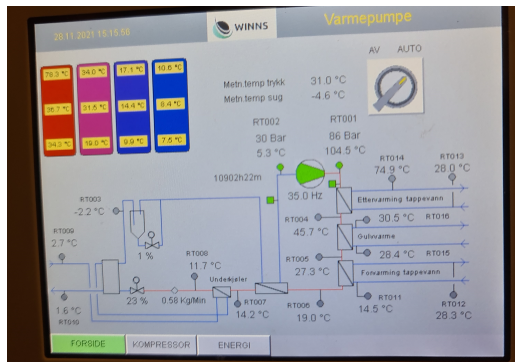 28.11.2021 15:15:50
WINNS
Varmepumpe
AV AUTO
78.3 °C 34.0 °C 17.1 °C 10.6 °C
36.7 °C 31.5 °C 14.4 °C 8.4 °C
34.3 °C 19.0 °C 9.9 °C 7.5 °C
Metn.temp trykk 31.0 °C
Metn.temp sug -4.6 °C
RT002 RT001
30 Bar 86 Bar
5.3 °C 104.5 °C
RT014 RT013
74.9 °C 28.0 °C
10902h22m
35.0 Hz
Ettervarming tappevann
RT003
-2.2 °C
RT004 30.5 °C RT016
45.7 °C
Gulvvarme
RT009
2.7 °C
1 %
RT008
11.7 °C
RT005 28.4 °C RT015
27.3 °C
Forvarming tappevann
Underkjøler
23 % 0.58 Kg/Min
1.6 °C
RT010
RT007
14.2 °C
RT006
19.0 °C
RT011
14.5 °C
RT012
28.3 °C
FORSIDE KOMPRESSOR ENERGI